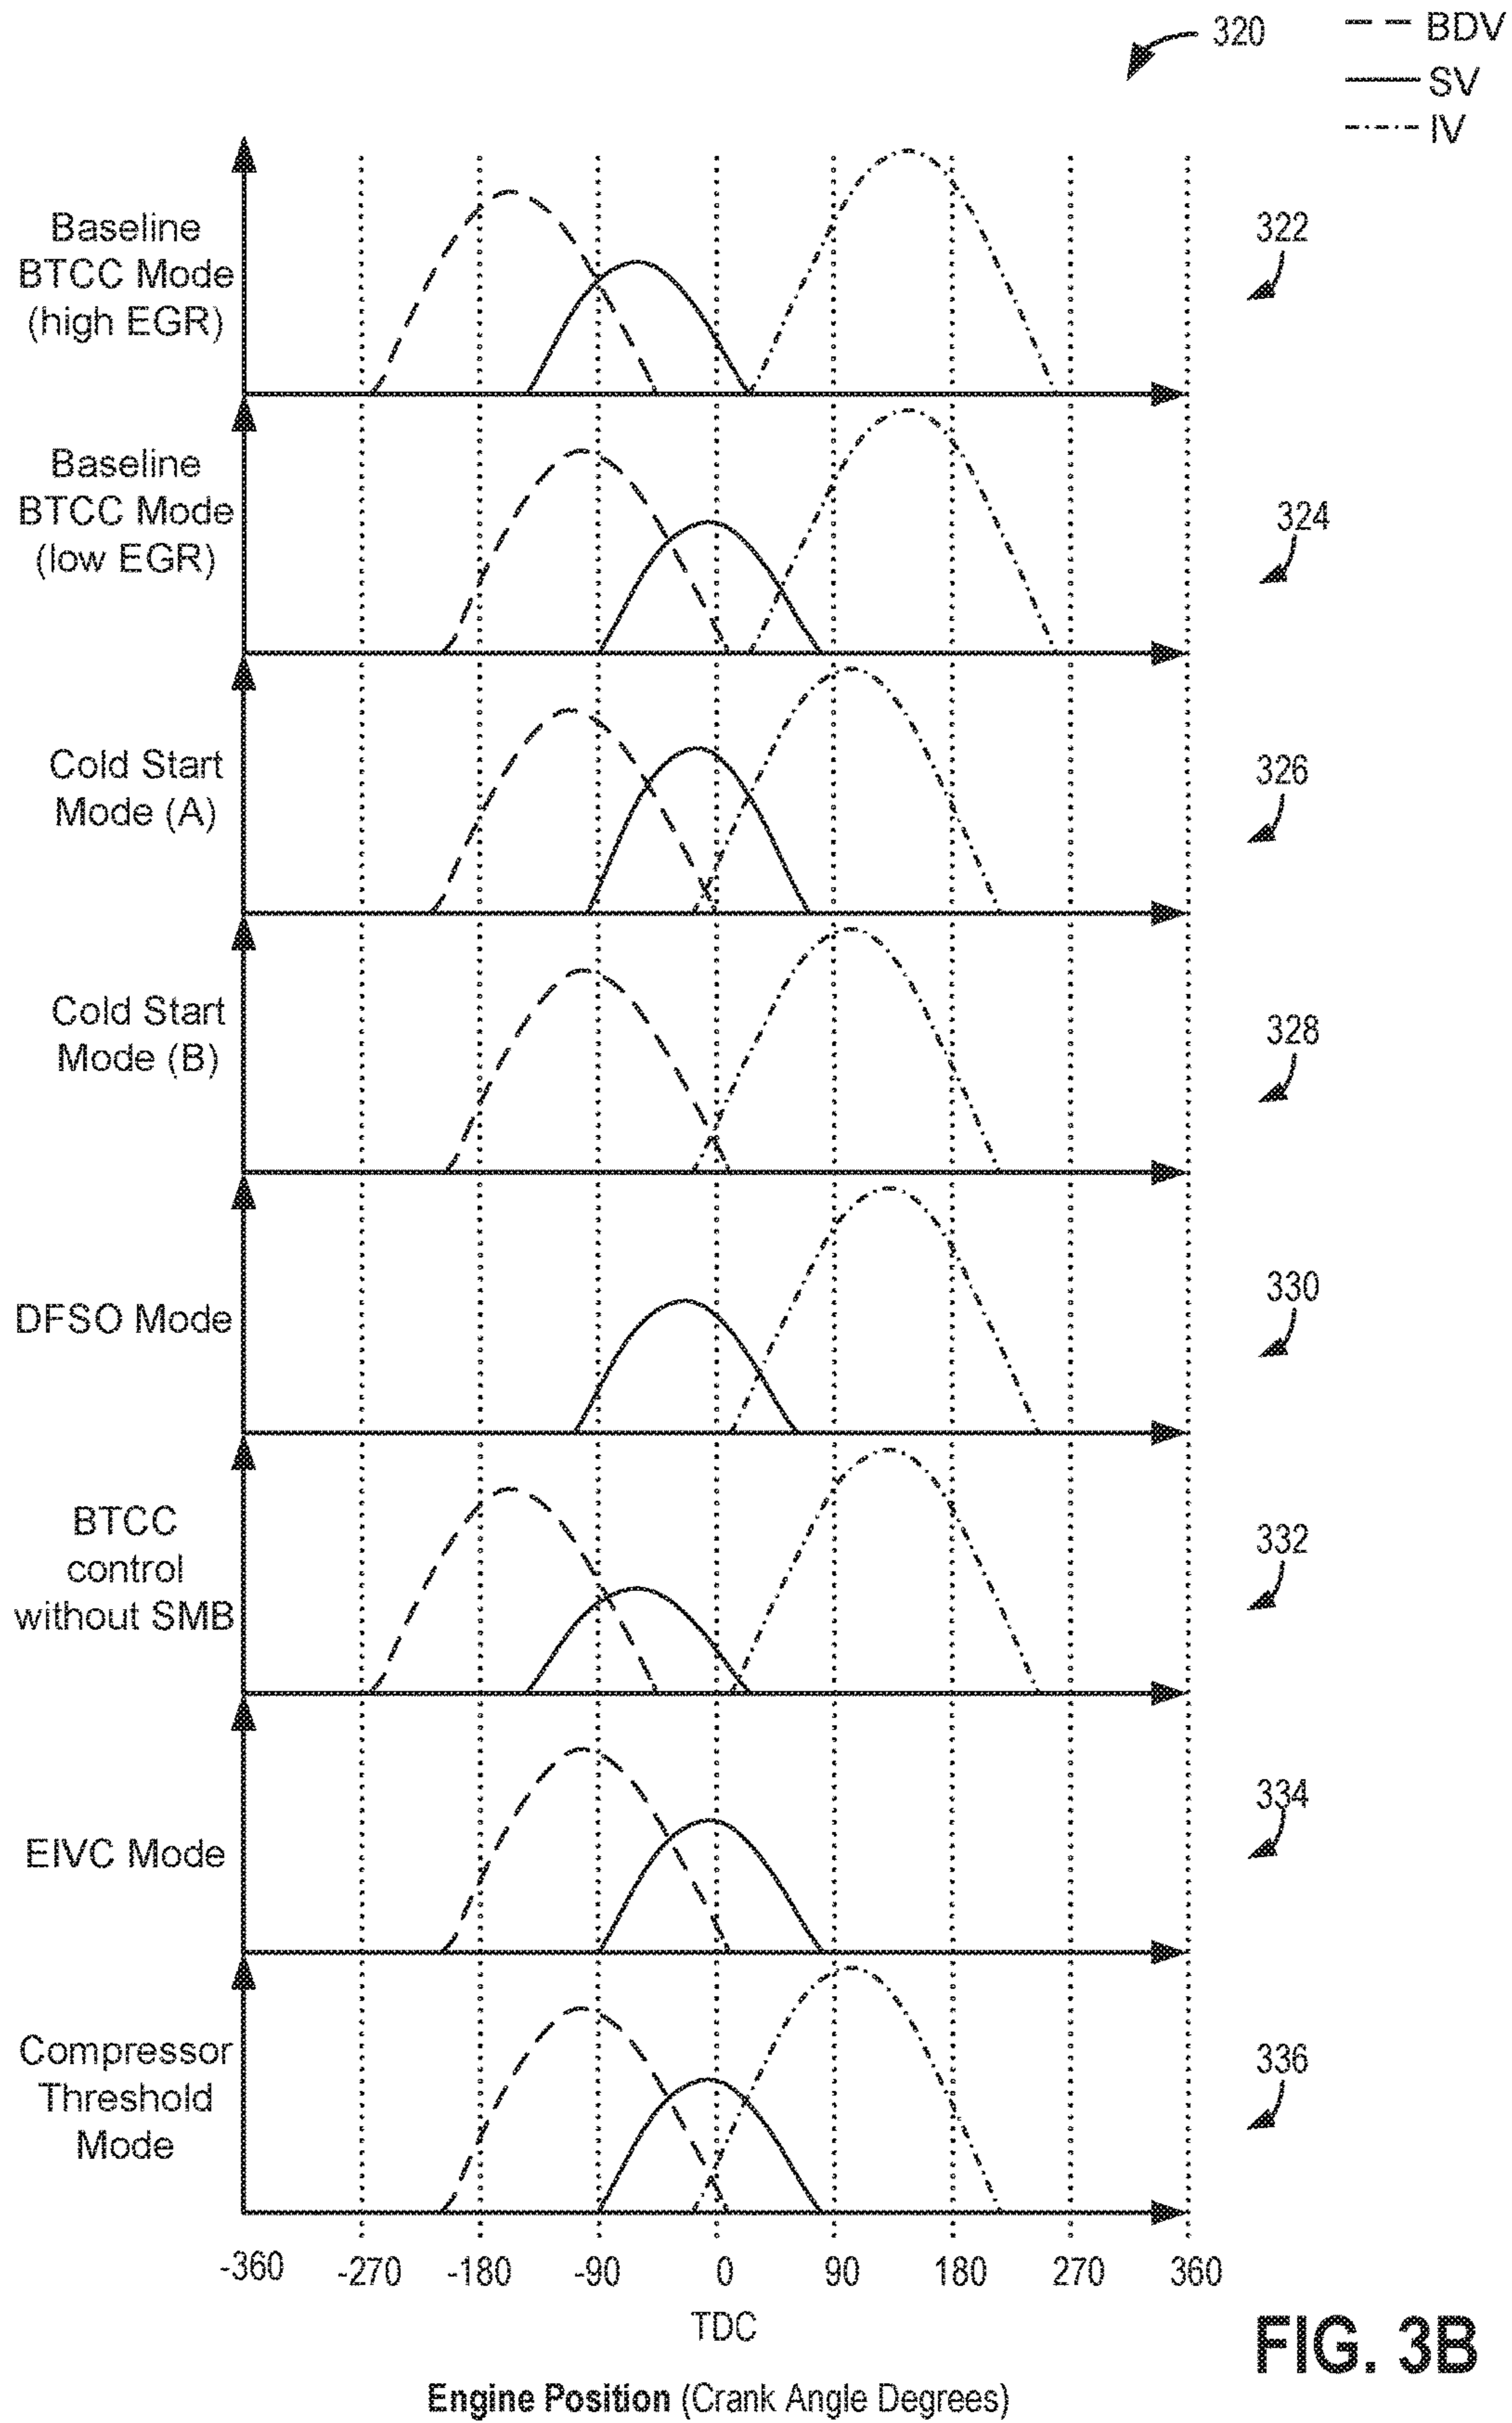 320
BDV
SV
IV
Baseline
BTCC Mode
(high EGR)
322
Baseline
BTCC Mode
(low EGR)
324
Cold Start
Mode (A)
326
Cold Start
Mode (B)
328
DFSO Mode
330
BTCC
control
without SMB
332
EIVC Mode
334
Compressor
Threshold
Mode
336
-360 -270 -180 -90 0 90 180 270 360
TDC
Engine Position (Crank Angle Degrees)
FIG. 3B